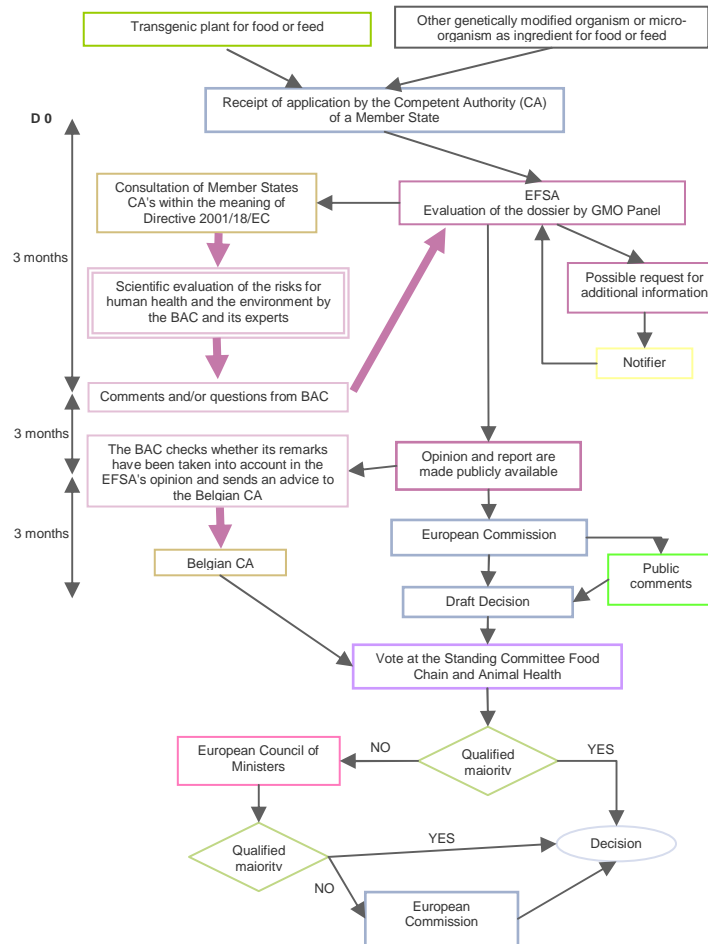 Transgenic plant for food or feed
Other genetically modified organism or micro-
organism as ingredient for food or feed
Receipt of application by the Competent Authority (CA)
of a Member State
D 0
Consultation of Member States
CA's within the meaning of
Directive 2001/18/EC
EFSA
Evaluation of the dossier by GMO Panel
3 months
Scientific evaluation of the risks for
human health and the environment by
the BAC and its experts
Possible request for
additional information
Notifier
Comments and/or questions from BAC
3 months
The BAC checks whether its remarks
have been taken into account in the
EFSA's opinion and sends an advice to
the Belgian CA
Opinion and report are
made publicly available
3 months
European Commission
Belgian CA
Public
comments
Draft Decision
Vote at the Standing Committee Food
Chain and Animal Health
European Council of
Ministers
NO
Qualified
maioritv
YES
Qualified
maioritv
YES
Decision
NO
European
Commission